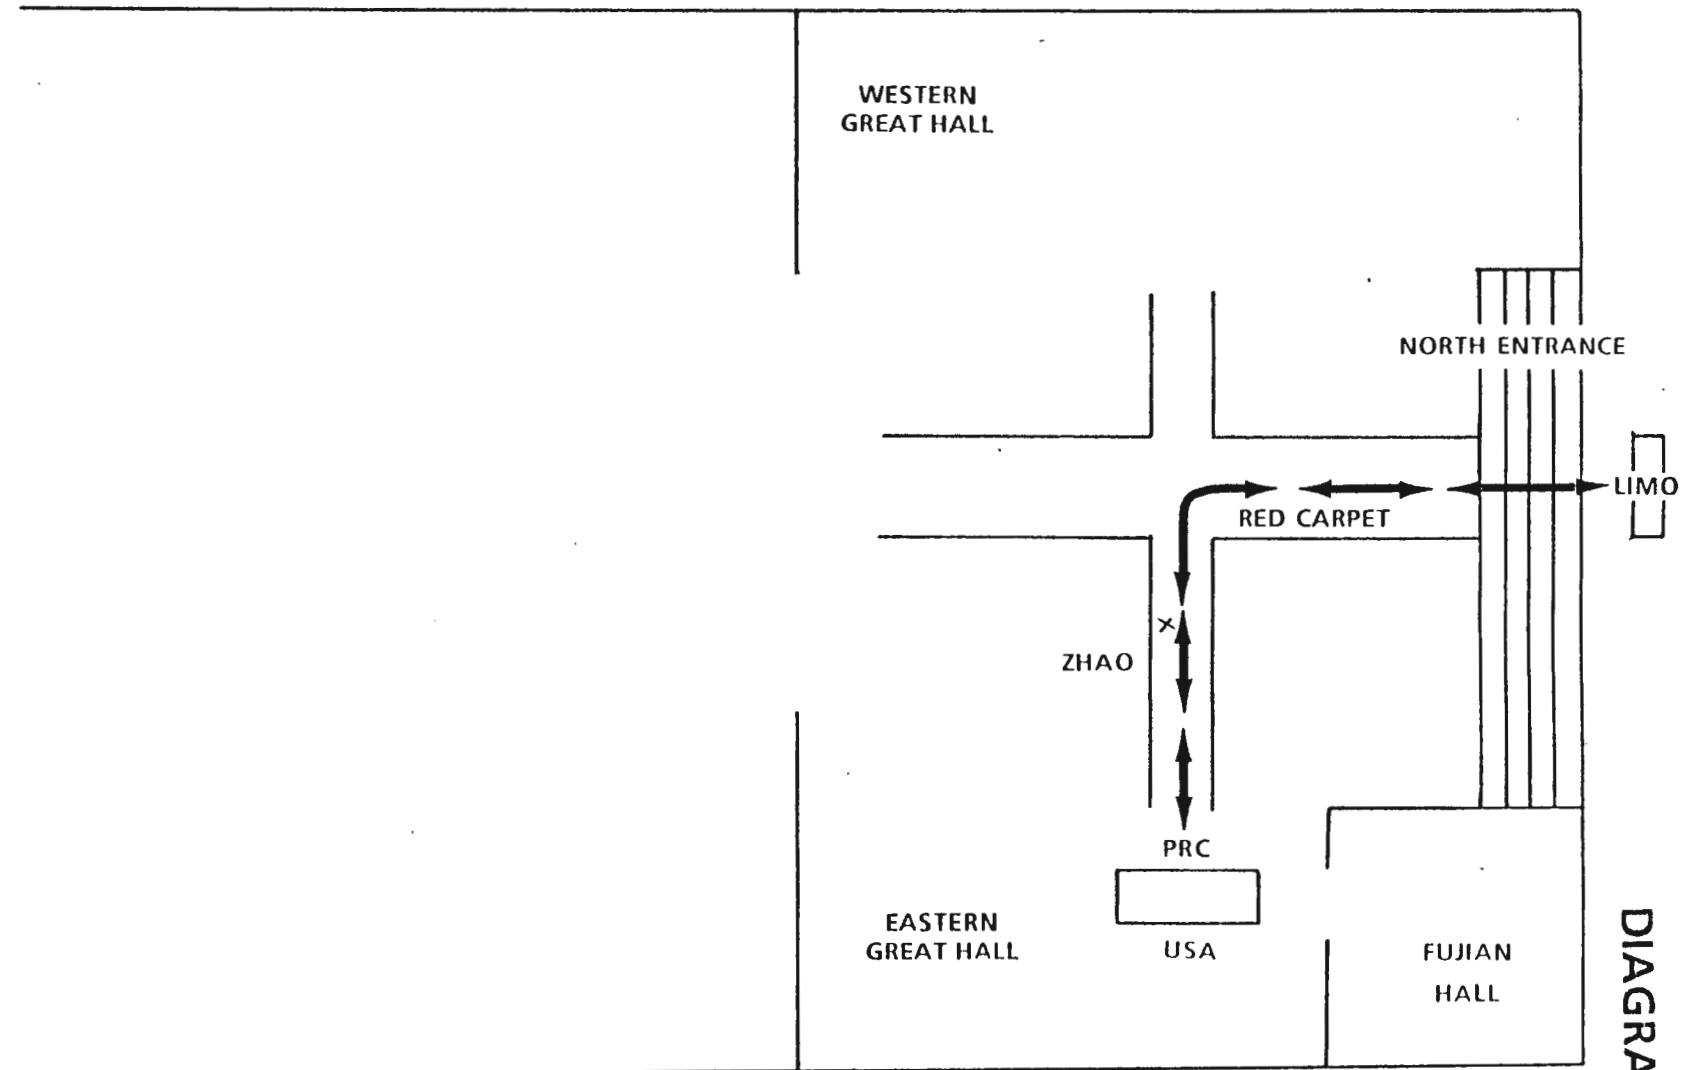 WESTERN
GREAT HALL
NORTH ENTRANCE
LIMO
RED CARPET
x
ZHAO
PRC
EASTERN
GREAT HALL
USA
FUJIAN
HALL
DIAGRA